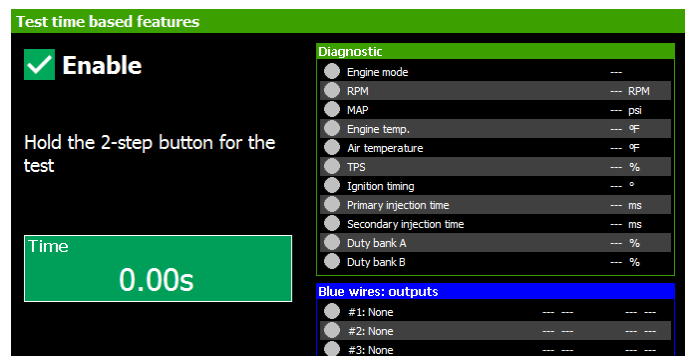 Test time based features
Enable
Hold the 2-step button for the
test
Time
0.00s
Diagnostic
Engine mode ---
RPM --- RPM
MAP --- psi
Engine temp. --- ºF
Air temperature --- ºF
TPS --- %
Ignition timing --- °
Primary injection time --- ms
Secondary injection time --- ms
Duty bank A --- %
Duty bank B --- %
Blue wires: outputs
#1: None --- --- --- ---
#2: None --- --- --- ---
#3: None --- --- --- ---